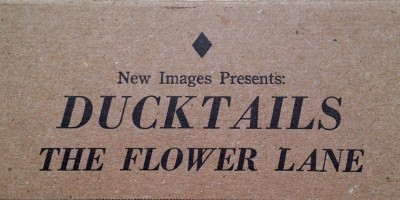 New Images Presents:
DUCKTAILS
THE FLOWER LANE